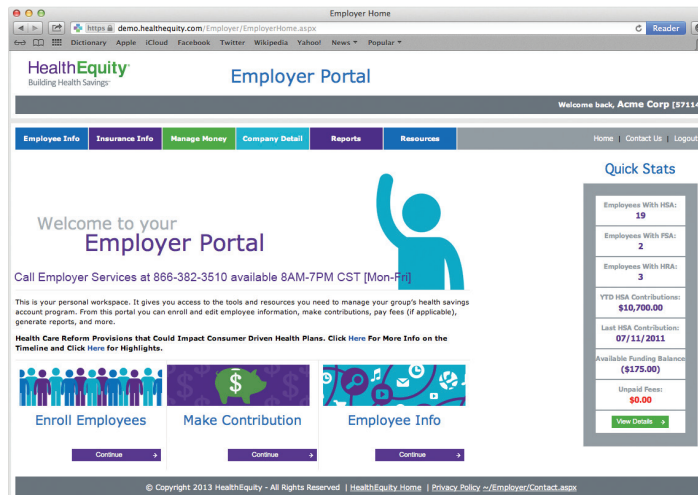 Employer Home
https demo.healthequity.com/Employer/EmployerHome.aspx
Reader
Dictionary Apple iCloud Facebook Twitter Wikipedia Yahoo! News Popular
HealthEquity
Building Health Savings
Employer Portal
Welcome back, Acme Corp [57114
Employee Info Insurance Info Manage Money Company Detail Reports Resources Home | Contact Us | Logout
Quick Stats
Welcome to your
Employer Portal
Call Employer Services at 866-382-3510 available 8AM-7PM CST [Mon-Fri]
This is your personal workspace. It gives you access to the tools and resources you need to manage your group's health savings
account program. From this portal you can enroll and edit employee information, make contributions, pay fees (if applicable),
generate reports, and more.
Health Care Reform Provisions that Could Impact Consumer Driven Health Plans. Click Here For More Info on the
Timeline and Click Here for Highlights.
Enroll Employees
Continue
$ $ $ $ $
Make Contribution
Continue
Employee Info
Continue
Employees With HSA:
19
Employees With FSA:
2
Employees With HRA:
3
YTD HSA Contributions:
$10,700.00
Last HSA Contribution:
07/11/2011
Available Funding Balance
($175.00)
Unpaid Fees:
$0.00
View Details
© Copyright 2013 HealthEquity - All Rights Reserved | HealthEquity Home | Privacy Policy ~/Employer/Contact.aspx